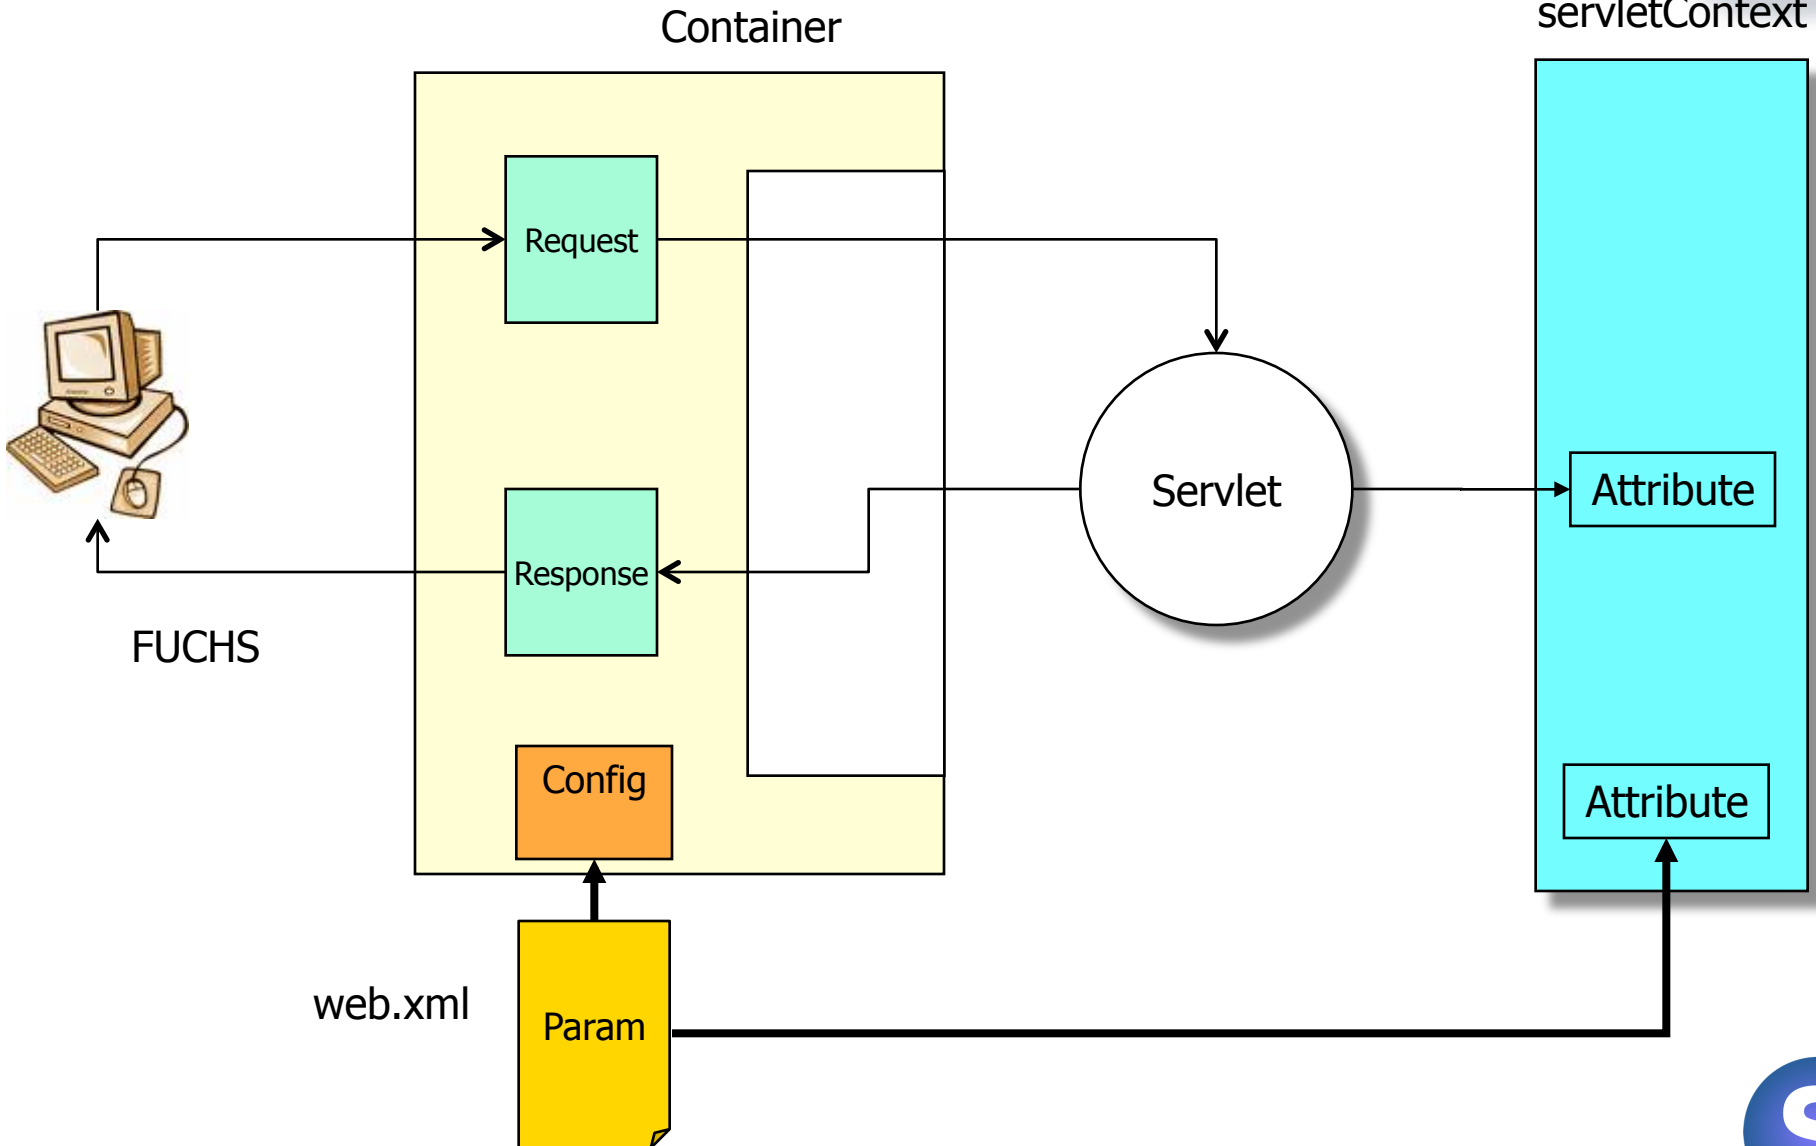 Container
servletContext
Request
Servlet
Attribute
Response
FUCHS
Config
Attribute
web.xml
Param
S